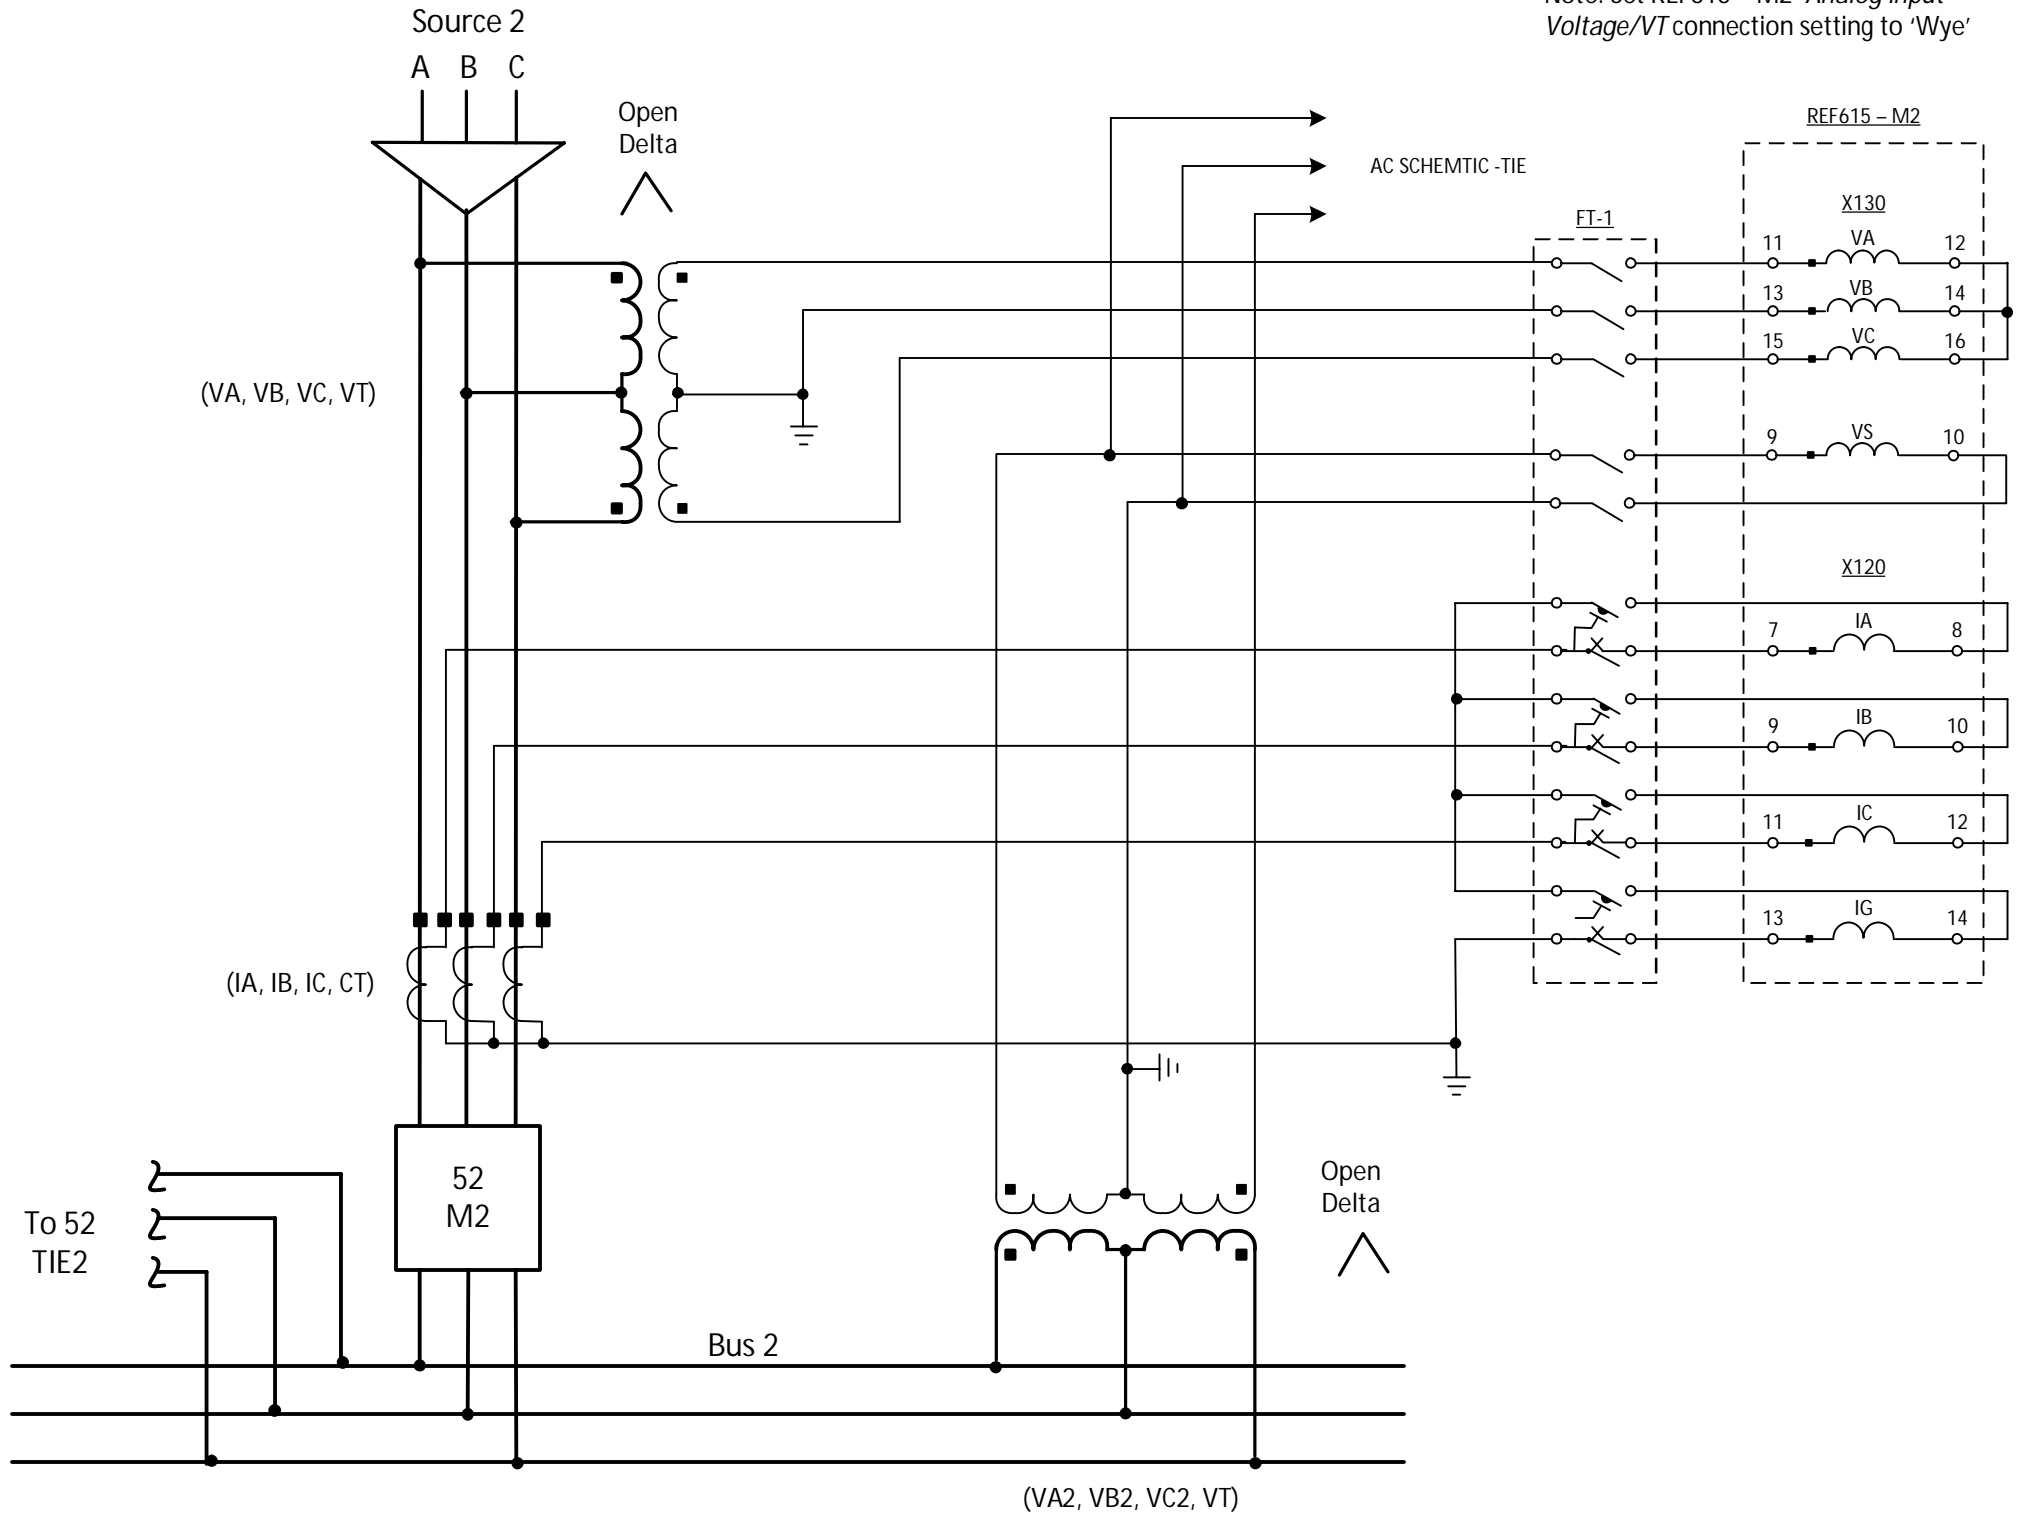 Source 2
A B C
Voltage/VT connection setting to ‘Wye’
Open
Delta
REF615 – M2
AC SCHEMTIC -TIE
X130
FT-1
11 VA 12
13 VB 14
15 VC 16
(VA, VB, VC, VT)
9 VS 10
X120
7 IA 8
9 IB 10
11 IC 12
13 IG 14
(IA, IB, IC, CT)
52
M2
To 52
TIE2
Open
Delta
Bus 2
(VA2, VB2, VC2, VT)